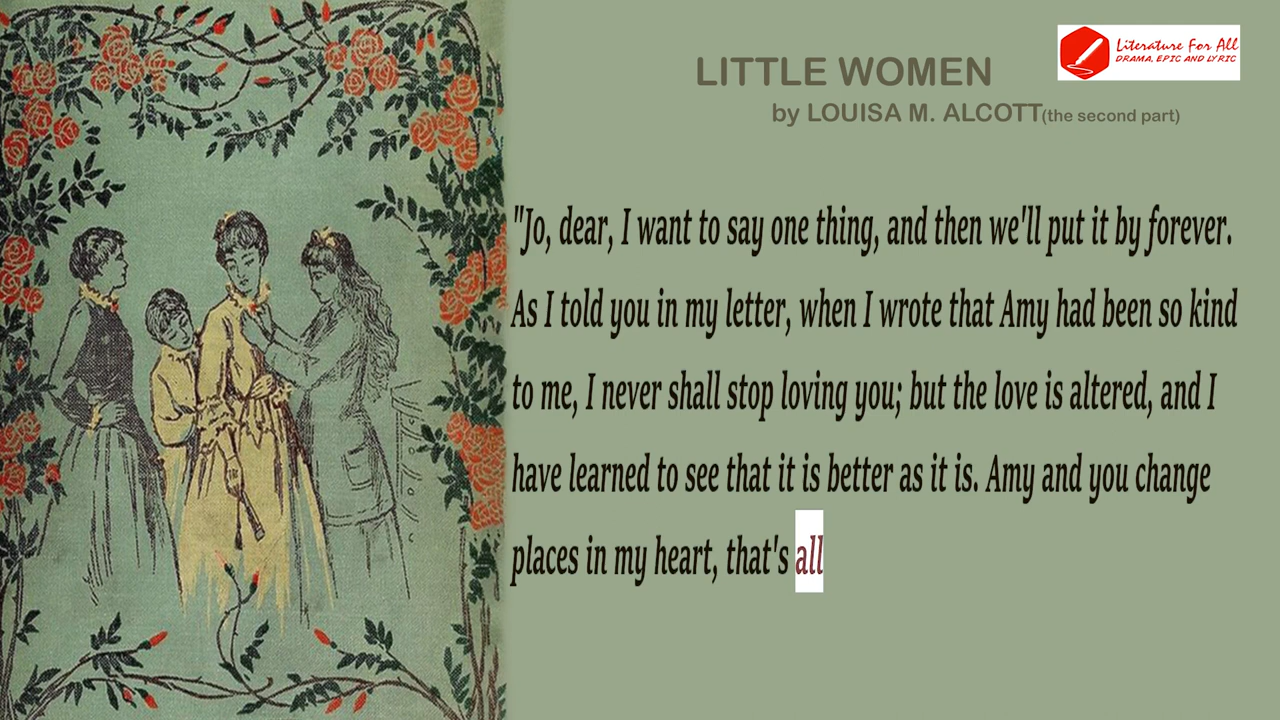 LITTLE WOMEN
by LOUISA M. ALCOTT(the second part)
Literature For All
DRAMA, EPIC AND LYRIC
"Jo, dear, I want to say one thing, and then we'll put it by forever.
As I told you in my letter, when I wrote that Amy had been so kind
to me, I never shall stop loving you; but the love is altered, and I
have learned to see that it is better as it is. Amy and you change
places in my heart, that's all